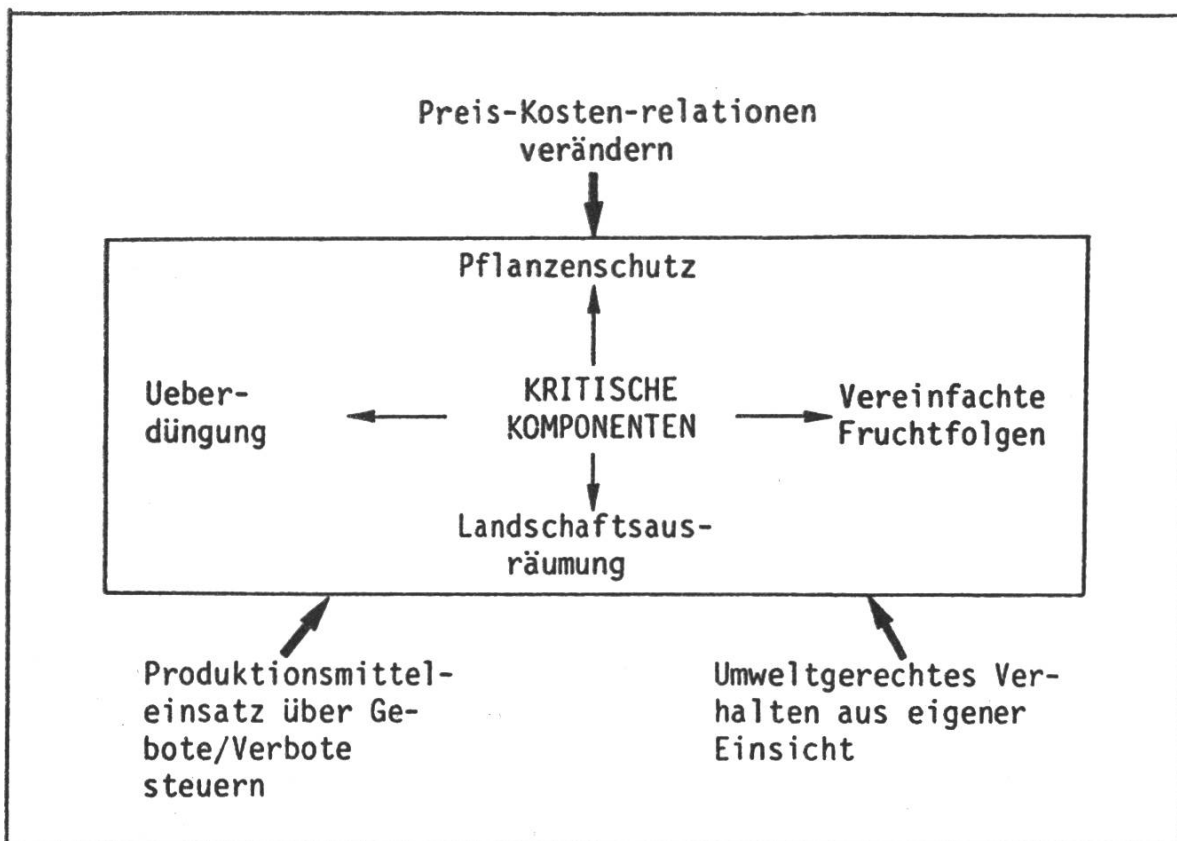 Preis-Kosten-relationen
verändern
Pflanzenschutz
Ueber-
düngung
KRITISCHE
KOMPONENTEN
Vereinfachte
Fruchtfolgen
Landschaftsaus-
räumung
Produktionsmittel-
einsatz über Ge-
bote/Verbote
steuern
Umweltgerechtes Ver-
halten aus eigener
Einsicht